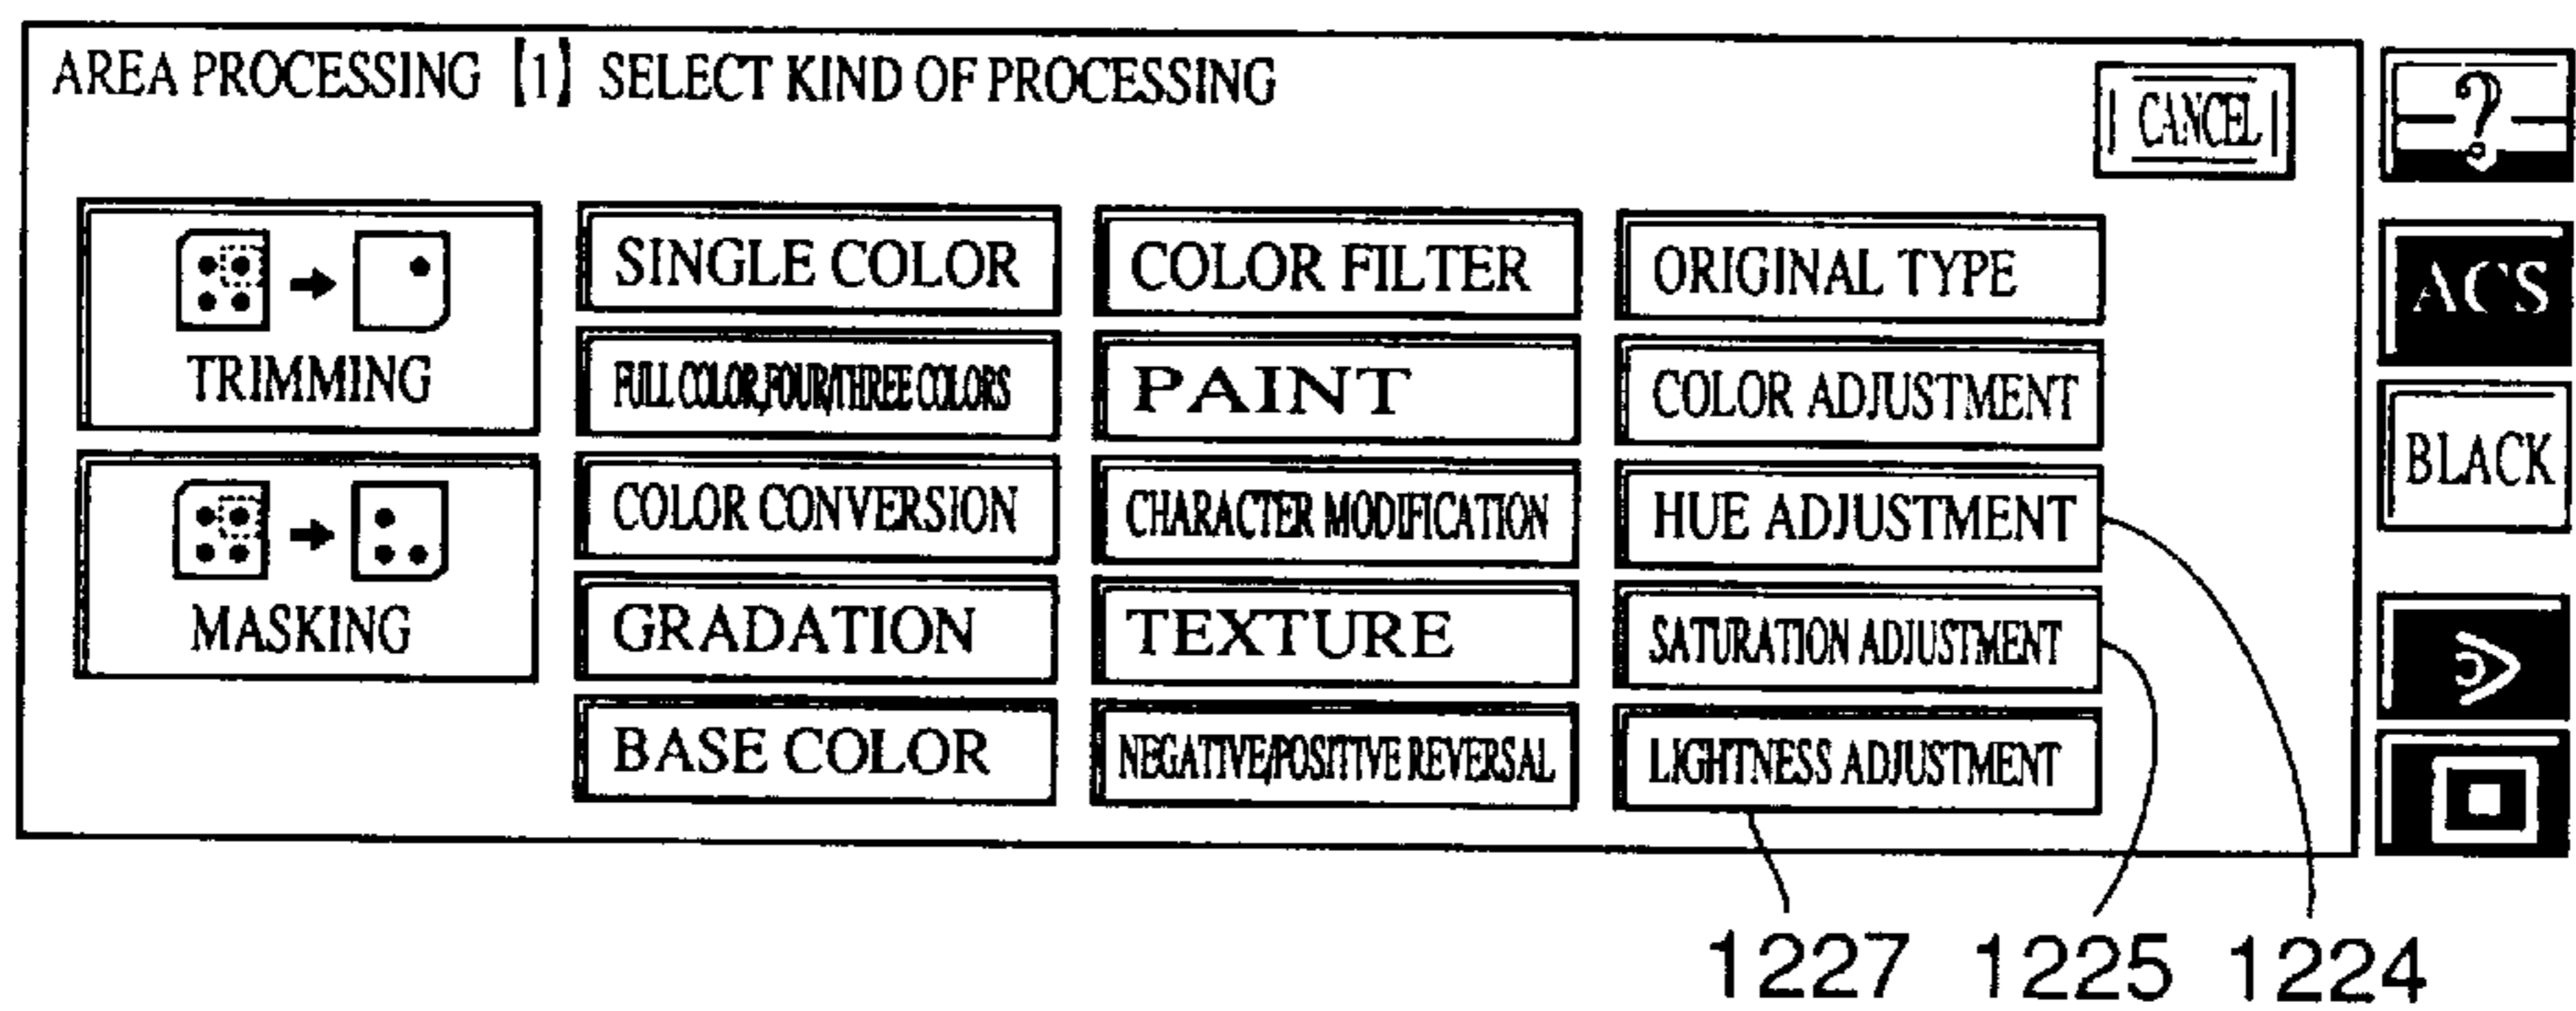 AREA PROCESSING [1] SELECT KIND OF PROCESSING
CANCEL
?
TRIMMING
MASKING
SINGLE COLOR
FULL COLOR,FOUR/THREE COLORS
COLOR CONVERSION
GRADATION
BASE COLOR
COLOR FILTER
PAINT
CHARACTER MODIFICATION
TEXTURE
NEGATIVE/POSITIVE REVERSAL
ORIGINAL TYPE
COLOR ADJUSTMENT
HUE ADJUSTMENT
SATURATION ADJUSTMENT
LIGHTNESS ADJUSTMENT
ACS
BLACK
1227 1225 1224